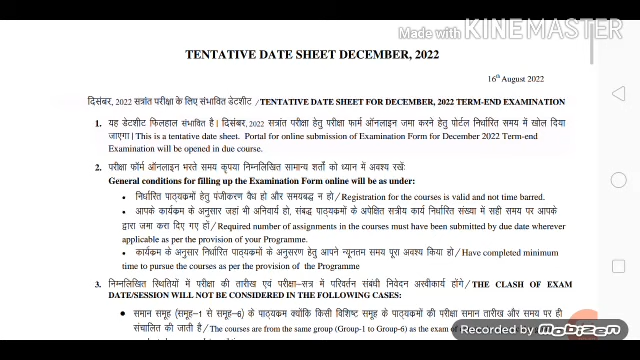 Made with KINEMASTER
TENTATIVE DATE SHEET DECEMBER, 2022
16th August 2022
दिसंबर, 2022 सत्रांत परीक्षा के लिए संभावित डेटशीट / TENTATIVE DATE SHEET FOR DECEMBER, 2022 TERM-END EXAMINATION
1. यह डेटशीट फिलहाल संभावित है। दिसंबर, 2022 सत्रांत परीक्षा हेतु परीक्षा फार्म ऑनलाइन जमा करने हेतु पोर्टल निर्धारित समय में खोल दिया
जाएगा। This is a tentative date sheet. Portal for online submission of Examination Form for December 2022 Term-end
Examination will be opened in due course.
2. परीक्षा फॉर्म ऑनलाइन भरते समय कृपया निम्नलिखित सामान्य शर्तों को ध्यान में अवश्य रखें:
General conditions for filling up the Examination Form online will be as under:
• निर्धारित पाठ्यक्रमों हेतु पंजीकरण वैध हो और समयबद्ध न हो/ Registration for the courses is valid and not time barred.
• आपके कार्यक्रम के अनुसार जहां भी अनिवार्य हो, संबद्ध पाठ्यक्रमों के अपेक्षित सत्रीय कार्य निर्धारित संख्या में सही समय पर आपके
द्वारा जमा करा दिए गए हो/ Required number of assignments in the courses must have been submitted by due date wherever
applicable as per the provision of your Programme.
• कार्यक्रम के अनुसार निर्धारित पाठ्यक्रमों के अनुसरण हेतु आपने न्यूनतम समय पूरा अवश्य किया हो/ Have completed minimum
time to pursue the courses as per the provision of the Programme
3. निम्नलिखित स्थितियों में परीक्षा की तारीख एवं परीक्षा-सत्र में परिवर्तन संबंधी निवेदन अस्वीकार्य होंगे/ THE CLASH OF EXAM
DATE/SESSION WILL NOT BE CONSIDERED IN THE FOLLOWING CASES:
• समान समूह (समूह-1 से समूह-6) के पाठ्यक्रम क्योंकि किसी विशिष्ट समूह के पाठ्यक्रमों की परीक्षा समान तारीख और समय पर ही
संचालित की जाती है/ The courses are from the same group (Group-1 to Group-6) as the exam of
Recorded by mobizen